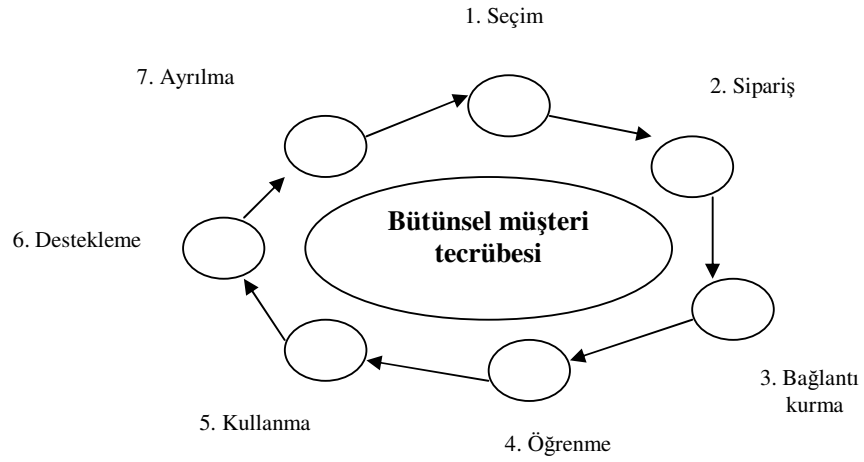 1. Seçim
2. Sipariş
3. Bağlantı
kurma
4. Öğrenme
5. Kullanma
6. Destekleme
7. Ayrılma
Bütünsel müşteri
tecrübesi